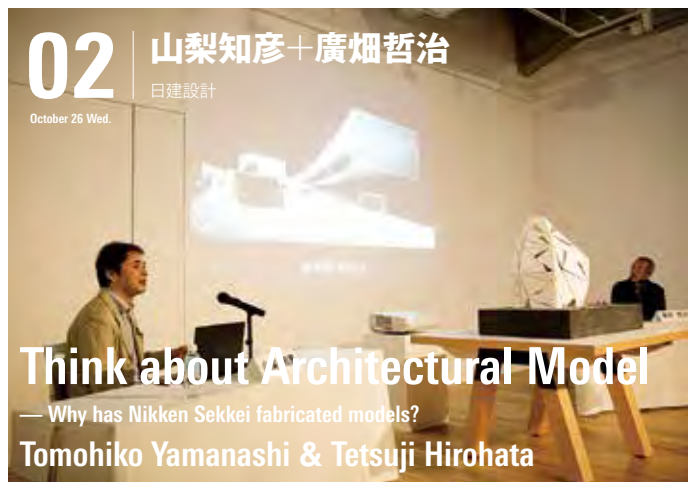 02
山梨知彦＋廣畑哲治
日建設計
October 26 Wed.
Think about Architectural Model
— Why has Nikken Sekkei fabricated models?
Tomohiko Yamanashi & Tetsuji Hirohata